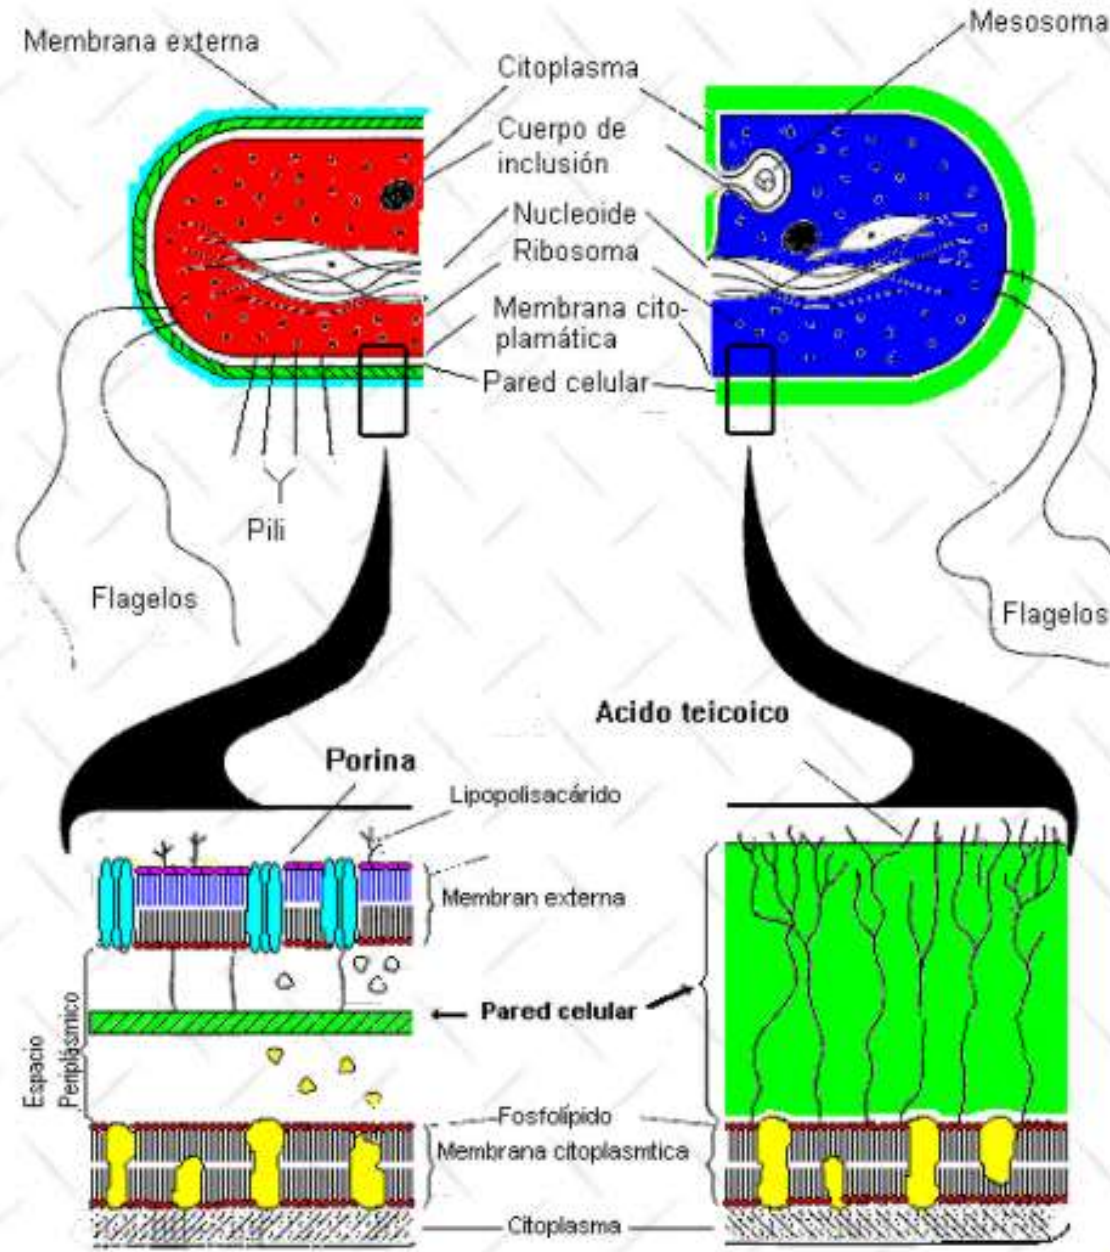 Membrana externa
Mesosoma
Citoplasma
Cuerpo de
inclusión
Nucleoide
Ribosoma
Membrana cito-
plamática
Pared celular
Pili
Flagelos
Flagelos
Acido teicoico
Porina
Lipopolisacárido
Membran externa
Pared celular
Espacio
Periplásmico
Fosfolípido
Membrana citoplasmtica
Citoplasma